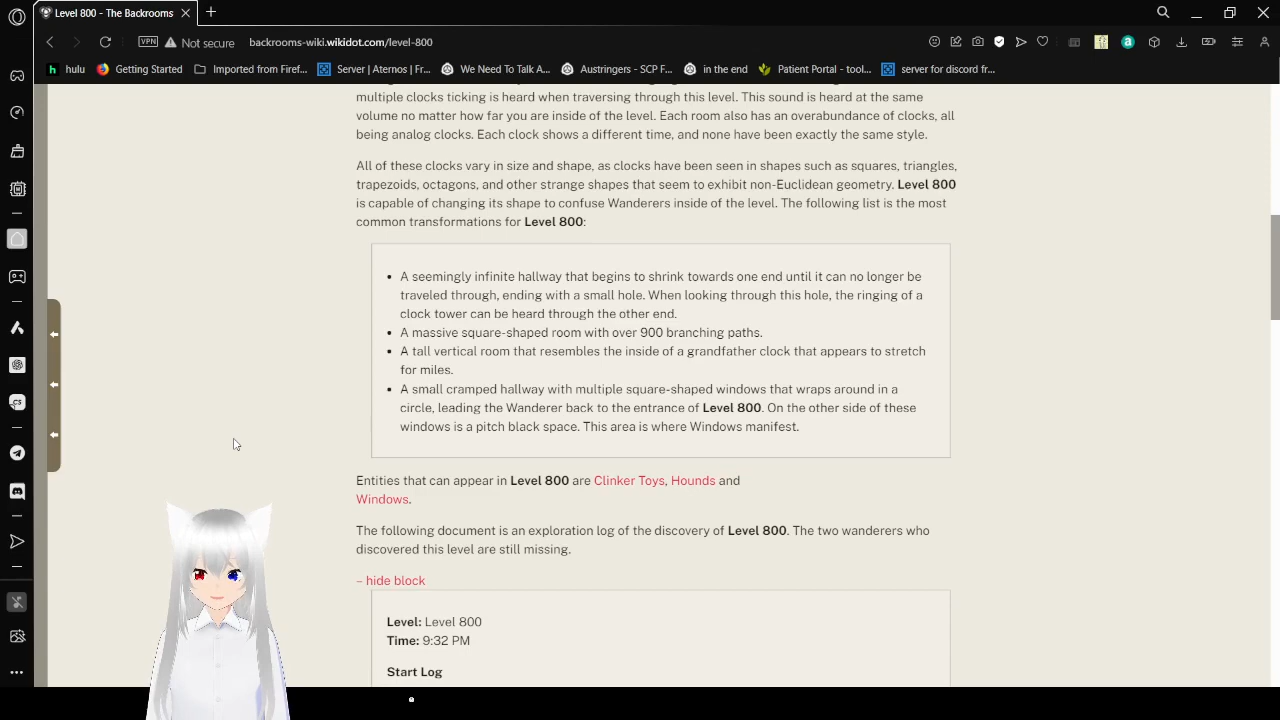 Level 800 - The Backrooms
VPN Not secure backrooms-wiki.wikidot.com/level-800
hulu Getting Started Imported from Firef... Server | Aternos | Fr... We Need To Talk A... Austringers - SCP F... in the end Patient Portal - tool... server for discord fr...
multiple clocks ticking is heard when traversing through this level. This sound is heard at the same
volume no matter how far you are inside of the level. Each room also has an overabundance of clocks, all
being analog clocks. Each clock shows a different time, and none have been exactly the same style.
All of these clocks vary in size and shape, as clocks have been seen in shapes such as squares, triangles,
trapezoids, octagons, and other strange shapes that seem to exhibit non-Euclidean geometry. Level 800
is capable of changing its shape to confuse Wanderers inside of the level. The following list is the most
common transformations for Level 800:
• A seemingly infinite hallway that begins to shrink towards one end until it can no longer be
traveled through, ending with a small hole. When looking through this hole, the ringing of a
clock tower can be heard through the other end.
• A massive square-shaped room with over 900 branching paths.
• A tall vertical room that resembles the inside of a grandfather clock that appears to stretch
for miles.
• A small cramped hallway with multiple square-shaped windows that wraps around in a
circle, leading the Wanderer back to the entrance of Level 800. On the other side of these
windows is a pitch black space. This area is where Windows manifest.
Entities that can appear in Level 800 are Clinker Toys, Hounds and
Windows.
The following document is an exploration log of the discovery of Level 800. The two wanderers who
discovered this level are still missing.
– hide block
Level: Level 800
Time: 9:32 PM
Start Log